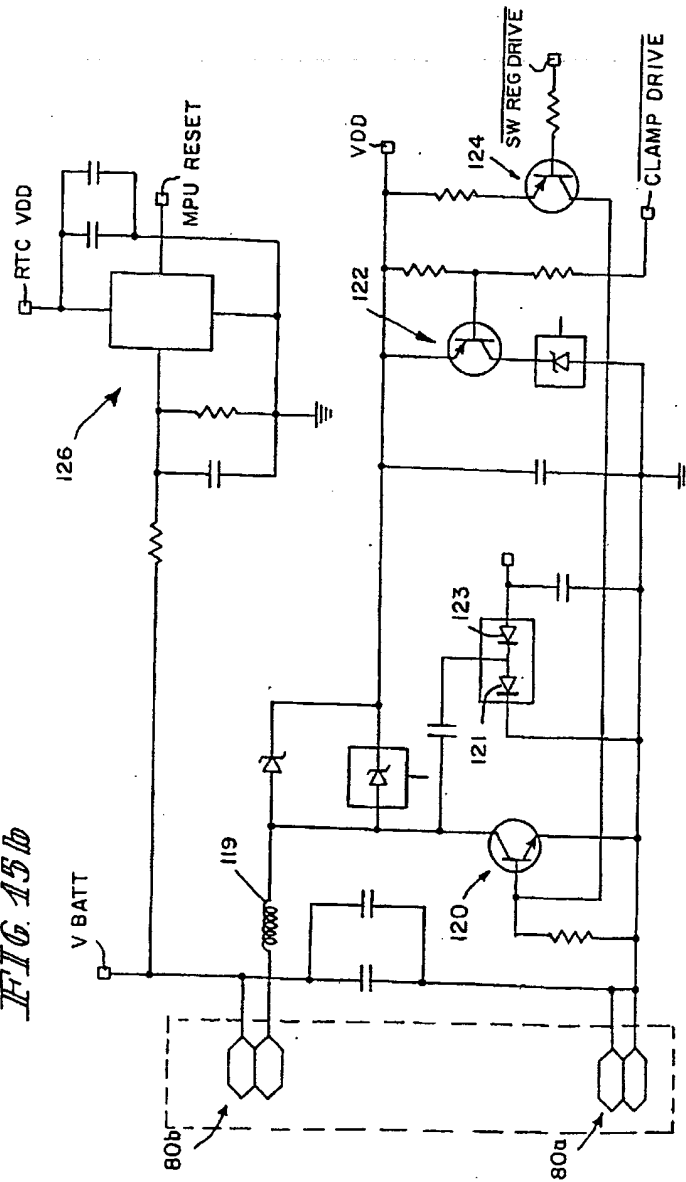 FIG. 15b
V BATT
RTC VDD
MPU RESET
126
VDD
SW REG DRIVE
124
CLAMP DRIVE
122
119
123
121
120
80b
80a